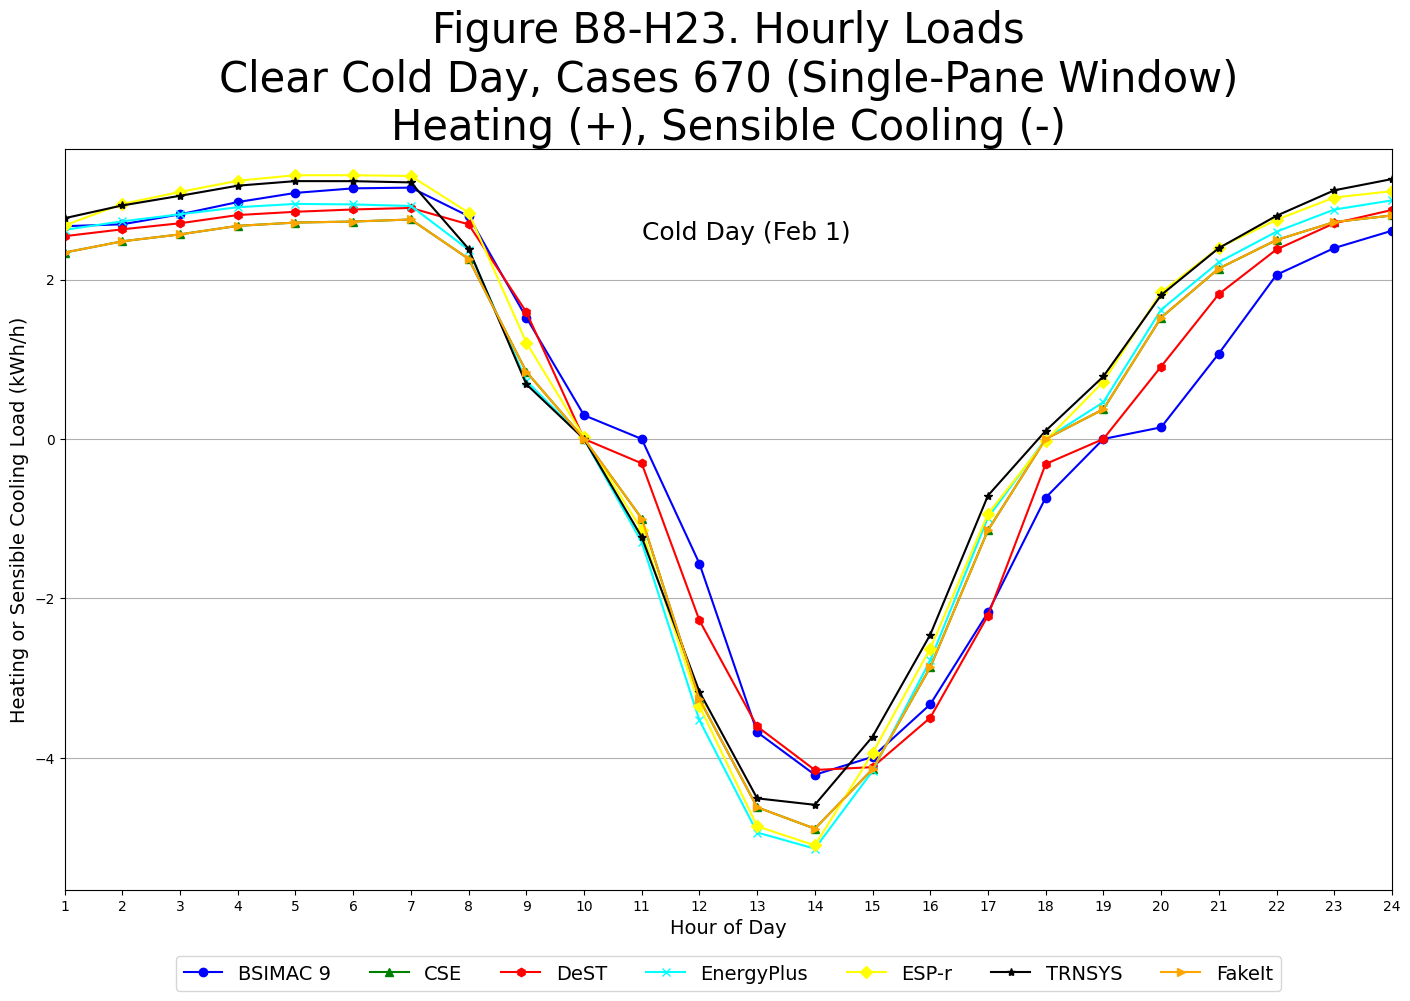 Figure B8-H23. Hourly Loads
Clear Cold Day, Cases 670 (Single-Pane Window)
Heating (+), Sensible Cooling (-)
Cold Day (Feb 1)
Heating or Sensible Cooling Load (kWh/h)
2
0
−2
−4
1 2 3 4 5 6 7 8 9 10 11 12 13 14 15 16 17 18 19 20 21 22 23 24
Hour of Day
BSIMAC 9 CSE DeST EnergyPlus ESP-r TRNSYS FakeIt